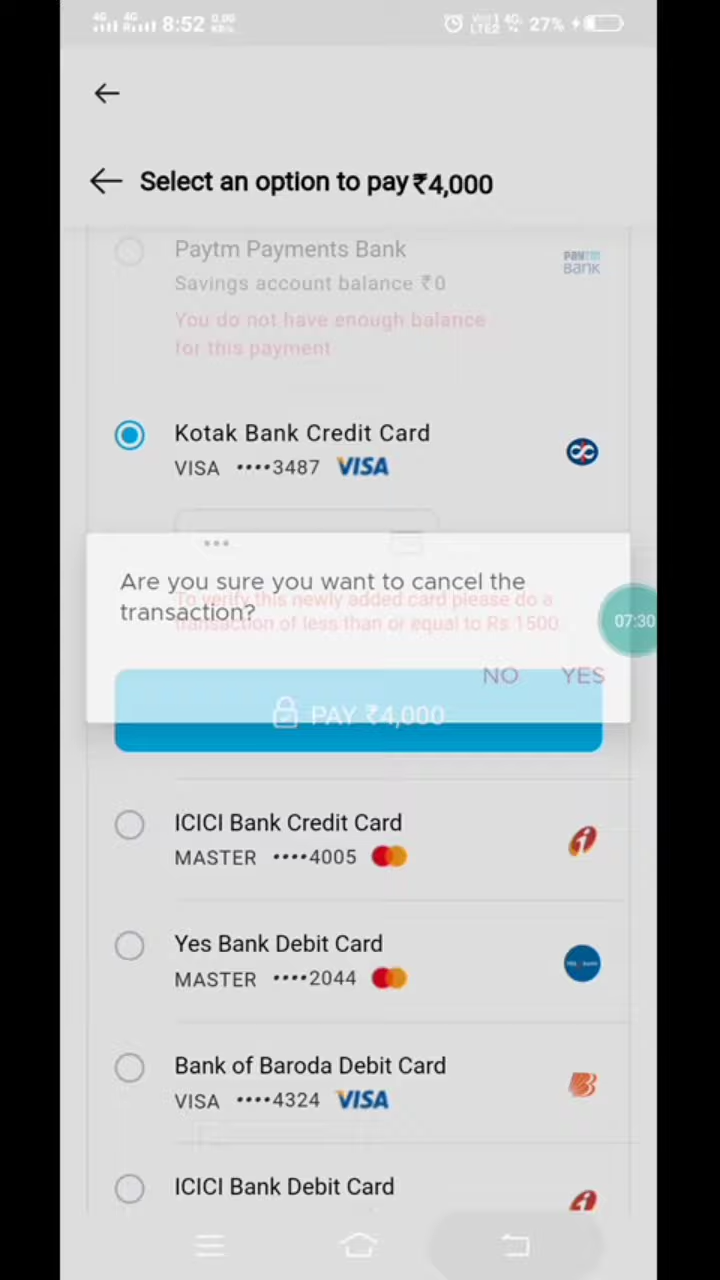 8:52
27%
Select an option to pay ₹4,000
Paytm Payments Bank
Savings account balance ₹0
You do not have enough balance
for this payment
paytm
Bank
Kotak Bank Credit Card
VISA ••••3487 VISA
•••
Are you sure you want to cancel the
transaction?
To verify this newly added card please do a
transaction of less than or equal to Rs 1500
07:30
NO YES
PAY ₹4,000
ICICI Bank Credit Card
MASTER ••••4005
Yes Bank Debit Card
MASTER ••••2044
Bank of Baroda Debit Card
VISA ••••4324 VISA
ICICI Bank Debit Card